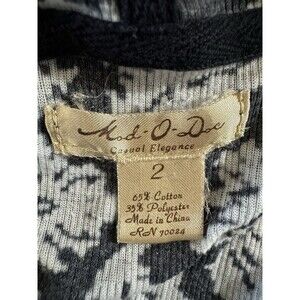 Mod-O-Doc
Casual Elegance
2
65% Cotton
35% Polyester
Made in China
RN 70024